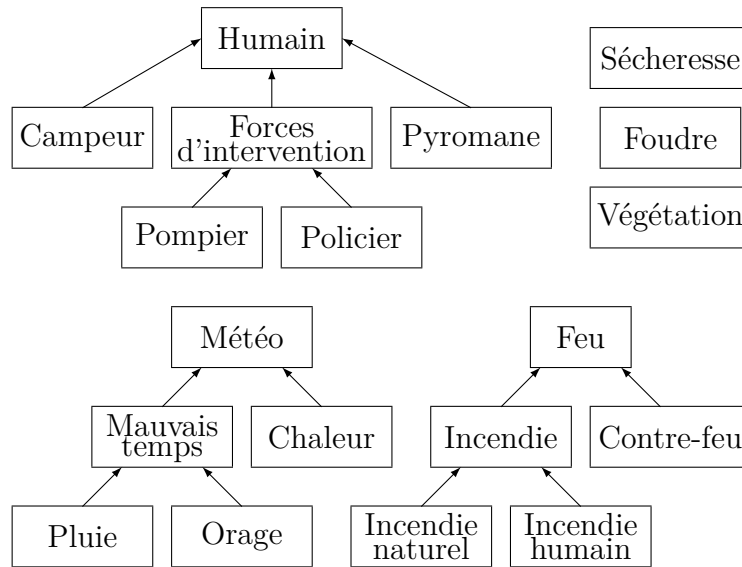 Humain
Sécheresse
Campeur
Forces
d'intervention
Pyromane
Foudre
Végétation
Pompier
Policier
Météo
Feu
Mauvais
temps
Chaleur
Incendie
Contre-feu
Pluie
Orage
Incendie
naturel
Incendie
humain